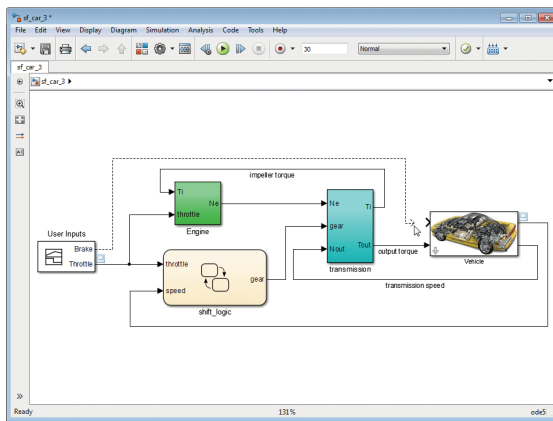 sf_car_3 *
File Edit View Display Diagram Simulation Analysis Code Tools Help
30 Normal
sf_car_3
sf_car_3
impeller torque
Ti
Ne
throttle
Engine
Ne
Ti
gear
Nout
Tout
transmission
output torque
Vehicle
transmission speed
User Inputs
Brake
Throttle
throttle
speed
gear
shift_logic
Ready 131% ode5